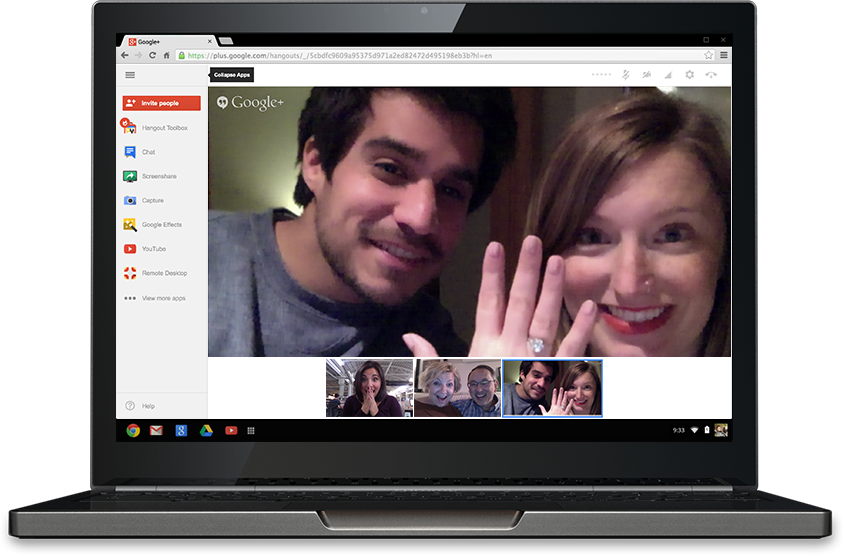 Google+
https://plus.google.com/hangouts/_/5cbdfc9609a95375d971a2ed82472d495198eb3b?hl=en
Collapse Apps
Invite people
Google+
Hangout Toolbox
Chat
Screenshare
Capture
Google Effects
YouTube
Remote Desktop
View more apps
Help
9:33